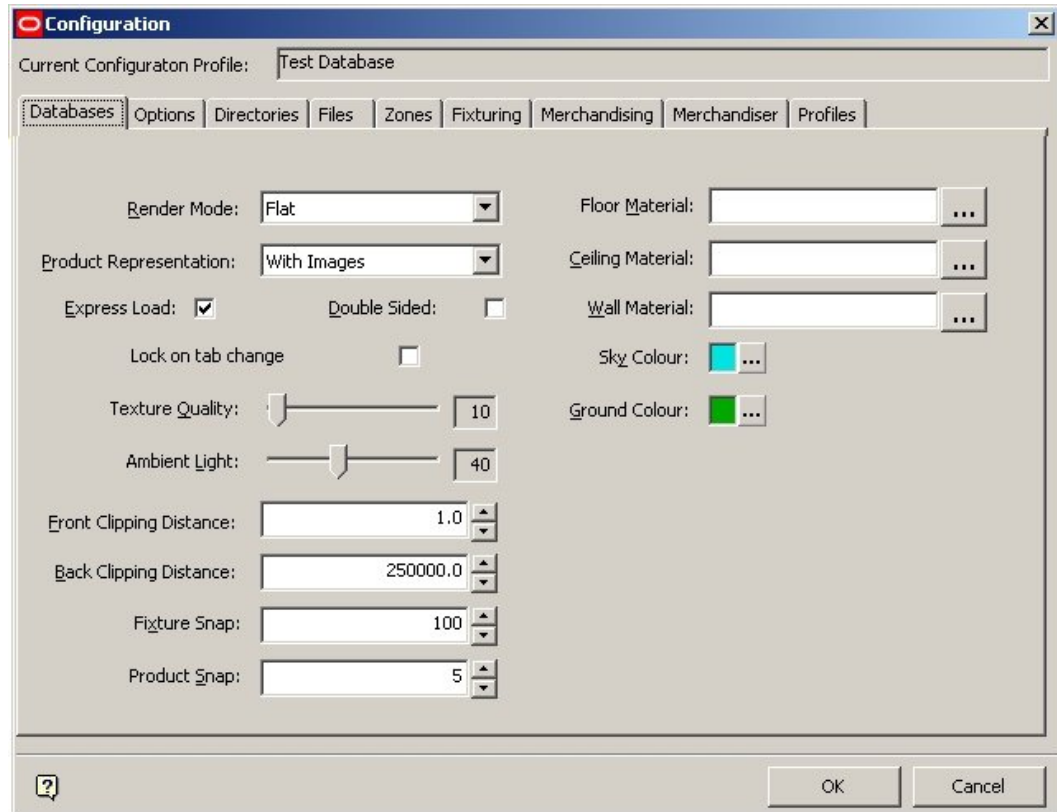 Configuration
Current Configuraton Profile: Test Database
Databases Options Directories Files Zones Fixturing Merchandising Merchandiser Profiles
Render Mode: Flat
Floor Material: ...
Product Representation: With Images
Ceiling Material: ...
Express Load: Double Sided:
Wall Material: ...
Lock on tab change
Sky Colour: ...
Texture Quality: 10
Ground Colour: ...
Ambient Light: 40
Front Clipping Distance: 1.0
Back Clipping Distance: 250000.0
Fixture Snap: 100
Product Snap: 5
?
OK Cancel